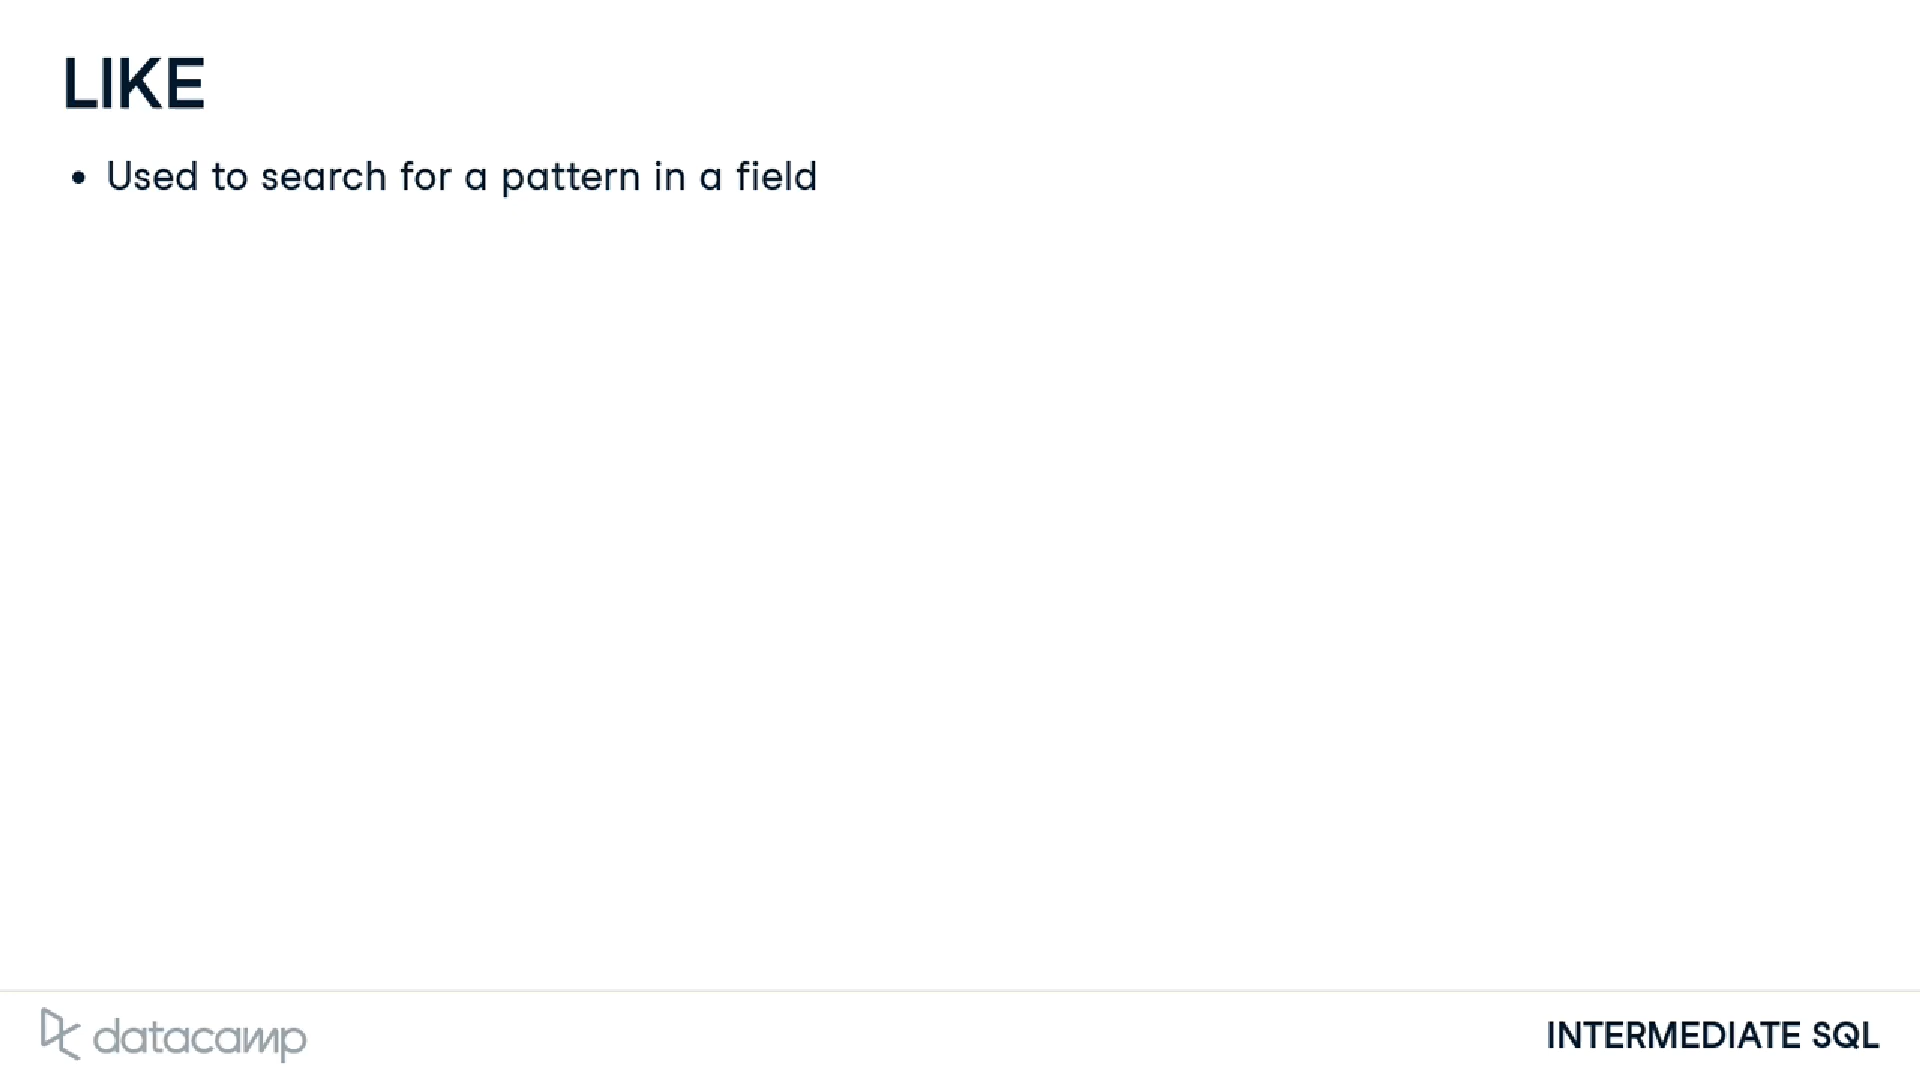 LIKE
• Used to search for a pattern in a field
datacamp
INTERMEDIATE SQL